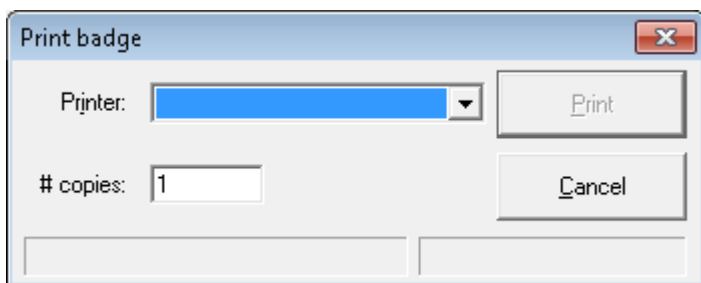 Print badge
Printer:
Print
# copies: 1
Cancel